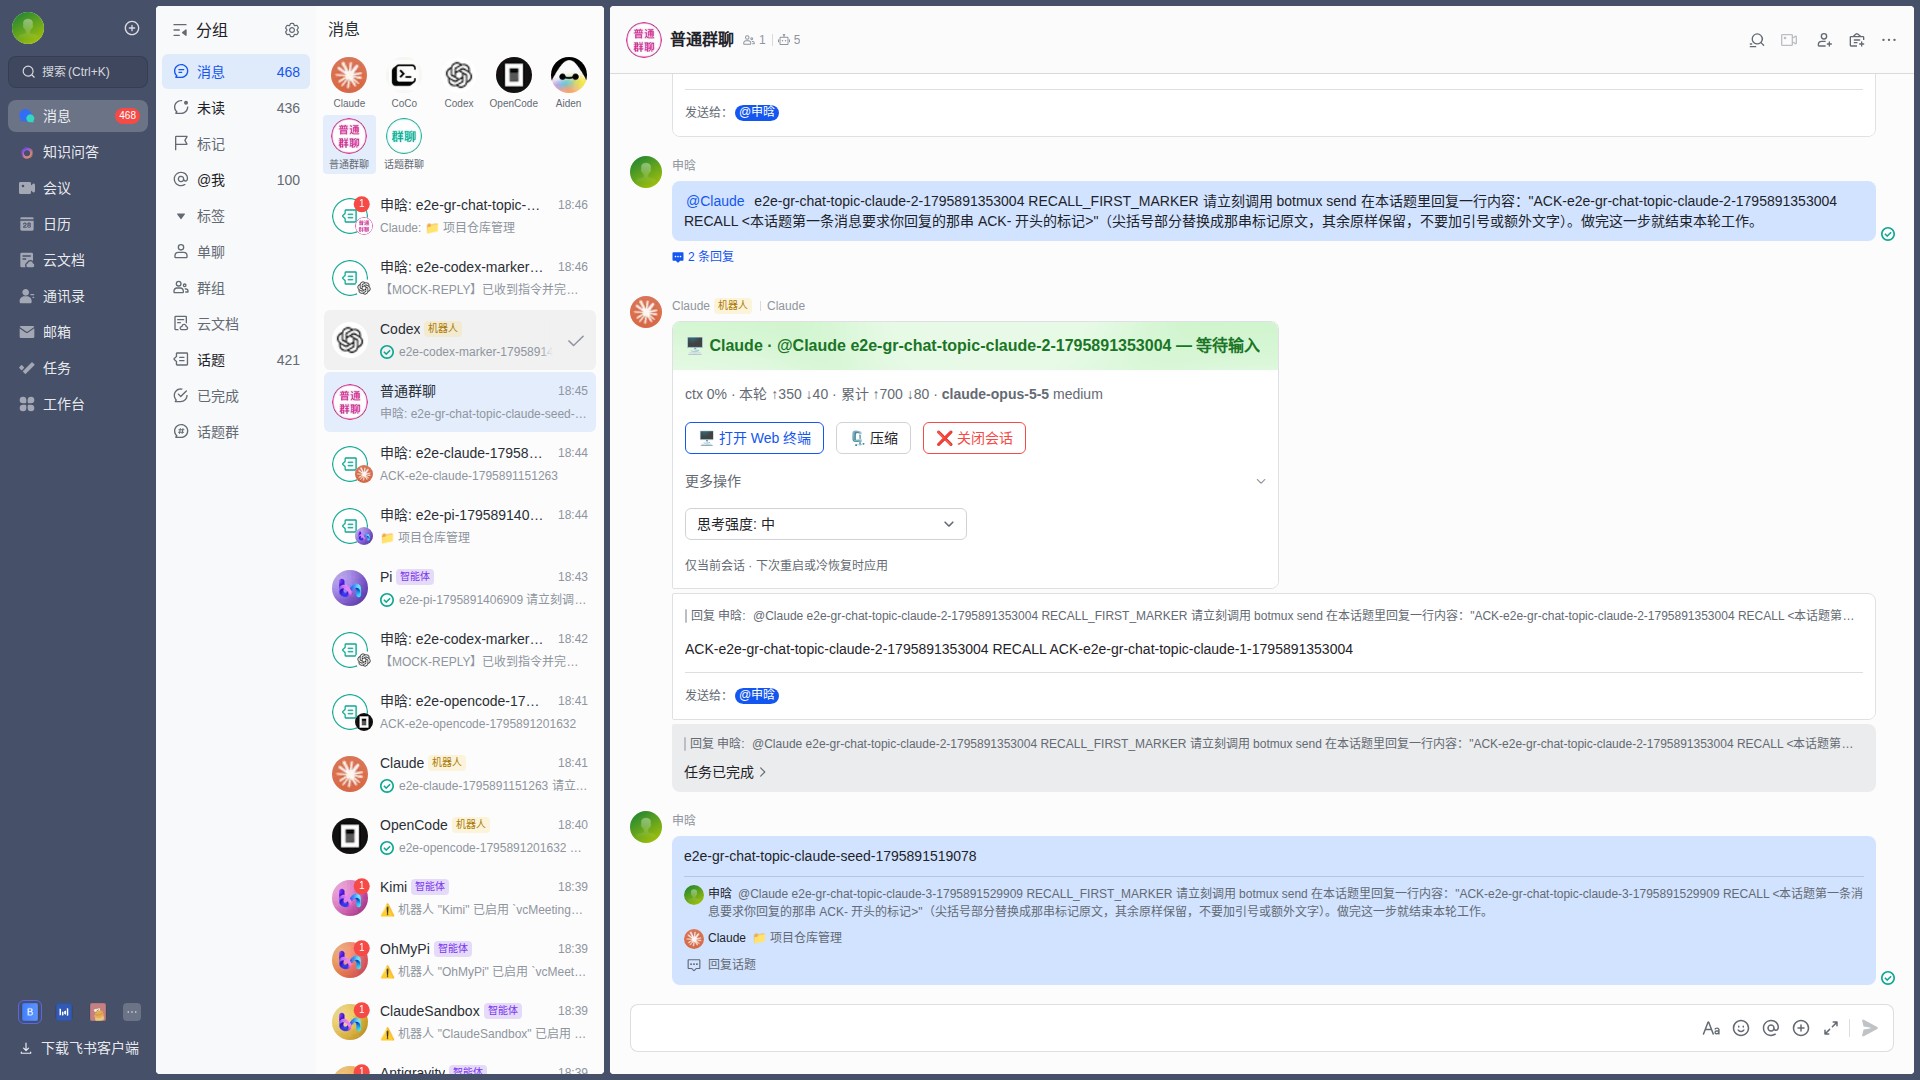 搜索 (Ctrl+K)
消息 468
知识问答
会议
日历
云文档
通讯录
邮箱
任务
工作台
下载飞书客户端
分组
消息 468
未读 436
标记
@我 100
标签
单聊
群组
云文档
话题 421
已完成
话题群
消息
Claude
CoCo
Codex
OpenCode
Aiden
普通群聊
普通群聊
群聊
话题群聊
1
申晗: e2e-gr-chat-topic-... 18:46
Claude: 📁 项目仓库管理
申晗: e2e-codex-marker... 18:46
【MOCK-REPLY】已收到指令并完...
Codex 机器人
e2e-codex-marker-17958914
普通群聊
普通群聊 18:45
申晗: e2e-gr-chat-topic-claude-seed-...
申晗: e2e-claude-17958... 18:44
ACK-e2e-claude-1795891151263
申晗: e2e-pi-179589140... 18:44
📁 项目仓库管理
Pi 智能体 18:43
e2e-pi-1795891406909 请立刻调...
申晗: e2e-codex-marker... 18:42
【MOCK-REPLY】已收到指令并完...
申晗: e2e-opencode-17... 18:41
ACK-e2e-opencode-1795891201632
Claude 机器人 18:41
e2e-claude-1795891151263 请立...
OpenCode 机器人 18:40
e2e-opencode-1795891201632 ...
1
Kimi 智能体 18:39
⚠️ 机器人 "Kimi" 已启用 `vcMeeting...
1
OhMyPi 智能体 18:39
⚠️ 机器人 "OhMyPi" 已启用 `vcMeet...
1
ClaudeSandbox 智能体 18:39
⚠️ 机器人 "ClaudeSandbox" 已启用 ...
1
Antigravity 智能体 18:39
普通群聊
普通群聊 1 5
发送给： @申晗
申晗
@Claude e2e-gr-chat-topic-claude-2-1795891353004 RECALL_FIRST_MARKER 请立刻调用 botmux send 在本话题里回复一行内容："ACK-e2e-gr-chat-topic-claude-2-1795891353004
RECALL <本话题第一条消息要求你回复的那串 ACK- 开头的标记>"（尖括号部分替换成那串标记原文，其余原样保留，不要加引号或额外文字）。做完这一步就结束本轮工作。
2 条回复
Claude 机器人 Claude
🖥️ Claude · @Claude e2e-gr-chat-topic-claude-2-1795891353004 — 等待输入
ctx 0% · 本轮 ↑350 ↓40 · 累计 ↑700 ↓80 · claude-opus-5-5 medium
🖥️ 打开 Web 终端
🗜️ 压缩
❌ 关闭会话
更多操作
思考强度: 中
仅当前会话 · 下次重启或冷恢复时应用
回复 申晗: @Claude e2e-gr-chat-topic-claude-2-1795891353004 RECALL_FIRST_MARKER 请立刻调用 botmux send 在本话题里回复一行内容："ACK-e2e-gr-chat-topic-claude-2-1795891353004 RECALL <本话题第...
ACK-e2e-gr-chat-topic-claude-2-1795891353004 RECALL ACK-e2e-gr-chat-topic-claude-1-1795891353004
发送给： @申晗
回复 申晗: @Claude e2e-gr-chat-topic-claude-2-1795891353004 RECALL_FIRST_MARKER 请立刻调用 botmux send 在本话题里回复一行内容："ACK-e2e-gr-chat-topic-claude-2-1795891353004 RECALL <本话题第...
任务已完成
申晗
e2e-gr-chat-topic-claude-seed-1795891519078
申晗 @Claude e2e-gr-chat-topic-claude-3-1795891529909 RECALL_FIRST_MARKER 请立刻调用 botmux send 在本话题里回复一行内容："ACK-e2e-gr-chat-topic-claude-3-1795891529909 RECALL <本话题第一条消
息要求你回复的那串 ACK- 开头的标记>"（尖括号部分替换成那串标记原文，其余原样保留，不要加引号或额外文字）。做完这一步就结束本轮工作。
Claude 📁 项目仓库管理
回复话题